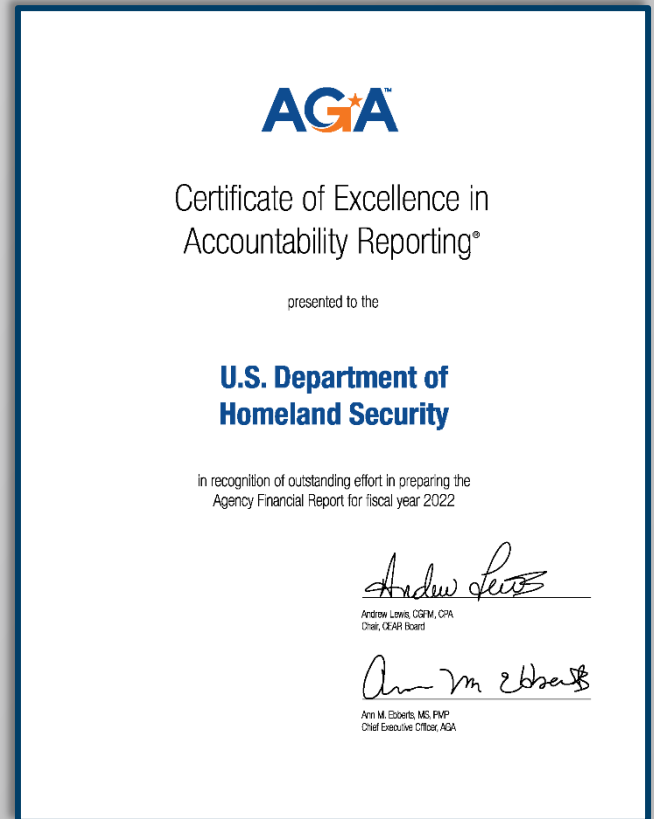 AGA™
Certificate of Excellence in
Accountability Reporting®
presented to the
U.S. Department of
Homeland Security
in recognition of outstanding effort in preparing the
Agency Financial Report for fiscal year 2022
Andrew Lewis
Andrew Lewis, CGFM, CPA
Chair, CEAR Board
Ann M Ebberts
Ann M. Ebberts, MS, PMP
Chief Executive Officer, AGA